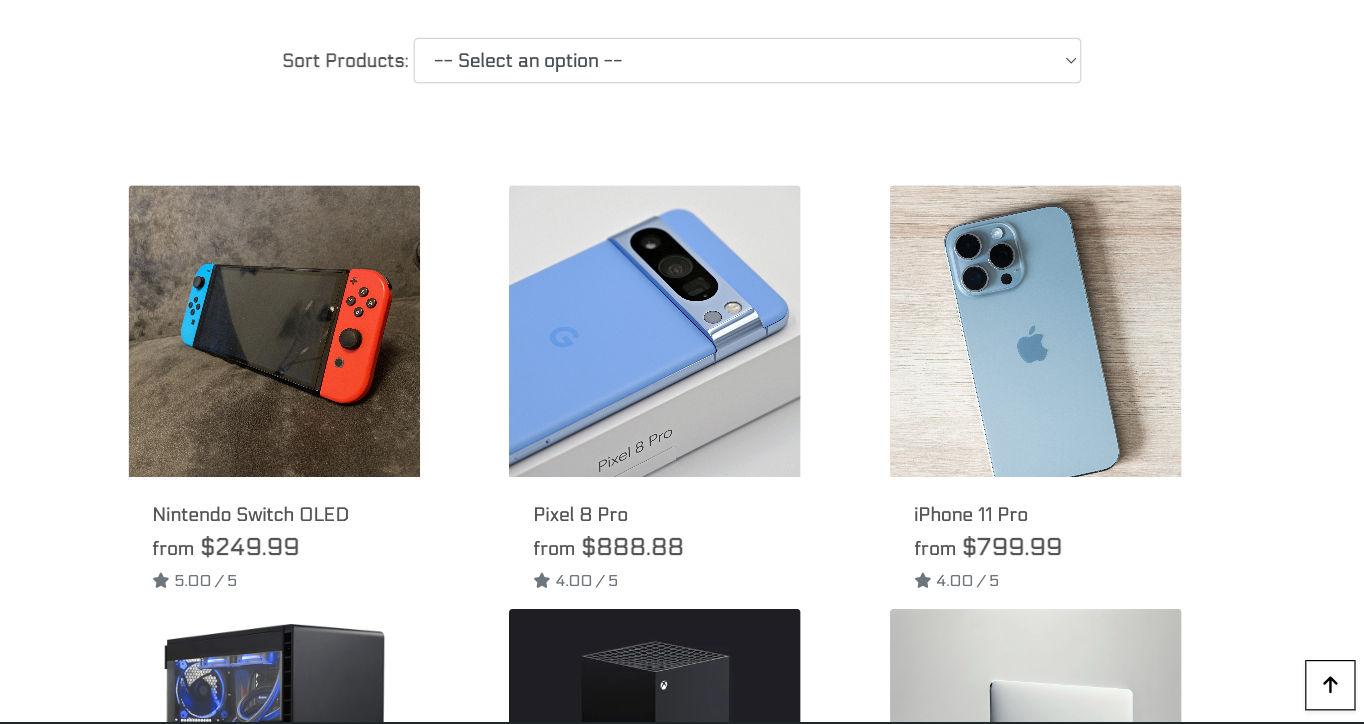 Sort Products: -- Select an option --
Pixel 8 Pro
Nintendo Switch OLED
from $249.99
5.00 / 5
Pixel 8 Pro
from $888.88
4.00 / 5
iPhone 11 Pro
from $799.99
4.00 / 5